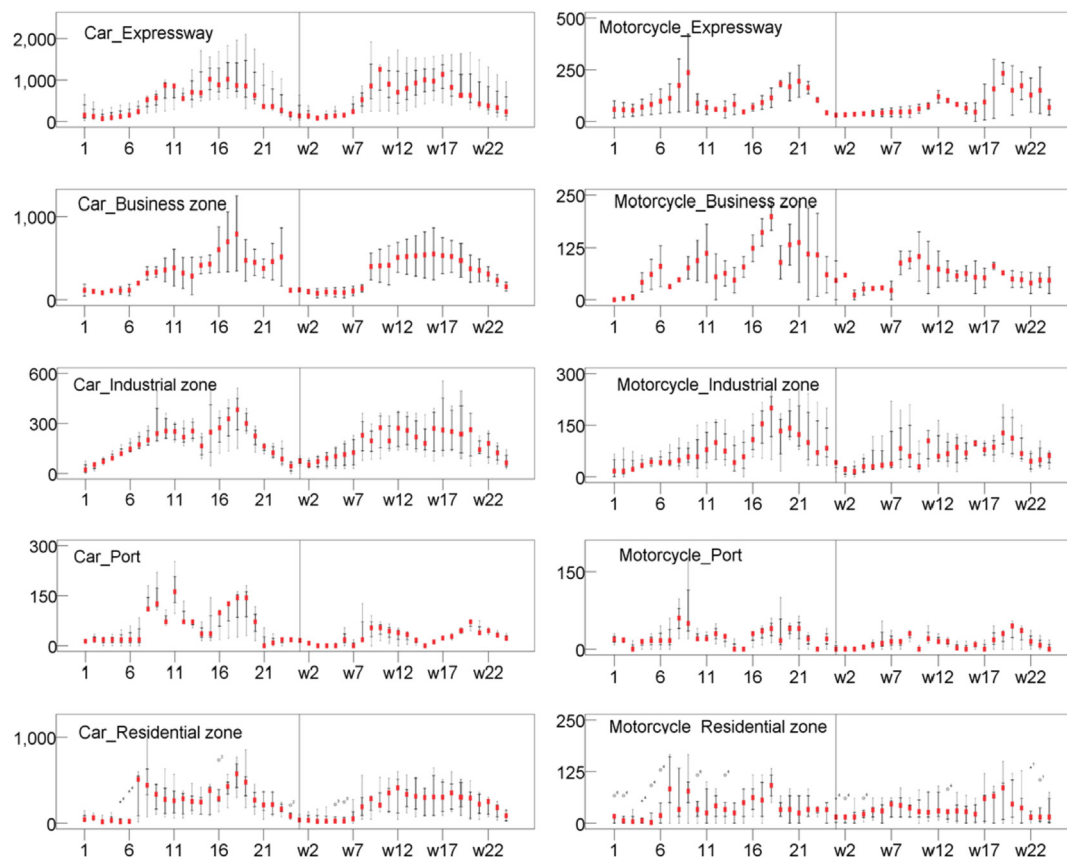 Car_Expressway
2,000
1,000
0
1 6 11 16 21 w2 w7 w12 w22
Motorcycle_Expressway
500
250
0
1 6 11 16 21 w2 w7 w12 w17 w22
Car_Business zone
1,000
0
1 6 11 16 21 w2 w7 w12 w17 w22
Motorcycle_Business zone
250
125
0
1 6 11 16 21 w2 w7 w12 w17 w22
Car_Industrial zone
600
300
0
1 6 11 16 21 w2 w7 w12 w17 w22
Motorcycle_Industrial zone
300
150
0
1 6 11 16 21 w2 w7 w12 w17 w22
Car_Port
300
150
0
1 6 11 16 21 w2 w7 w12 w17 w22
Motorcycle_Port
150
0
1 6 11 16 21 w2 w7 w12 w17 w22
Car_Residential zone
1,000
0
1 6 11 16 21 w2 w7 w12 w17 w22
Motorcycle Residential zone
250
125
0
1 6 11 16 21 w2 w7 w12 w17 w22